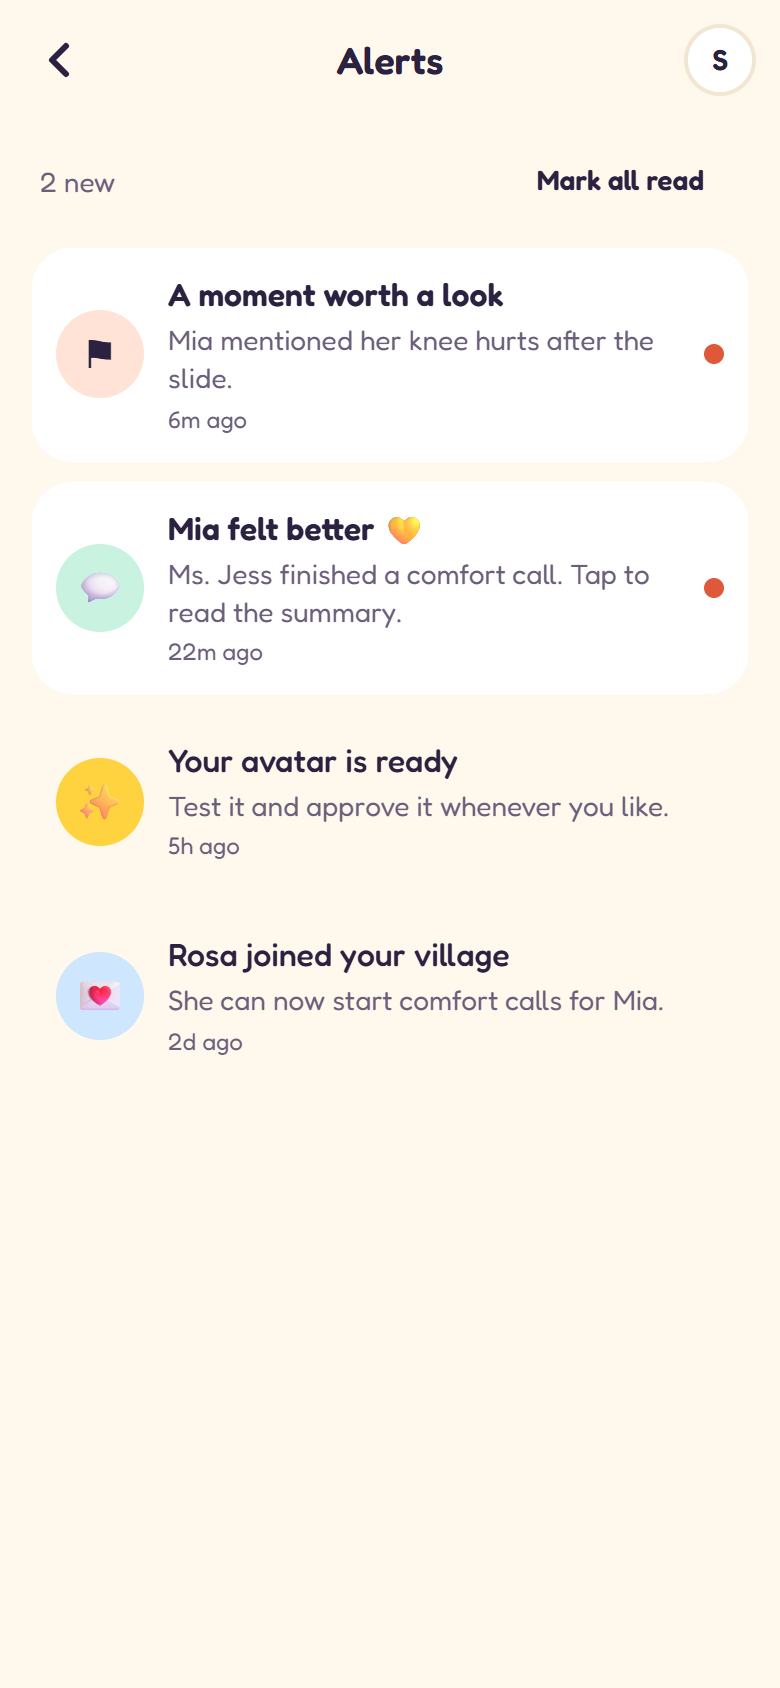 Alerts
S
2 new
Mark all read
A moment worth a look
Mia mentioned her knee hurts after the
slide.
6m ago
Mia felt better 💛
Ms. Jess finished a comfort call. Tap to
read the summary.
22m ago
Your avatar is ready
Test it and approve it whenever you like.
5h ago
Rosa joined your village
She can now start comfort calls for Mia.
2d ago